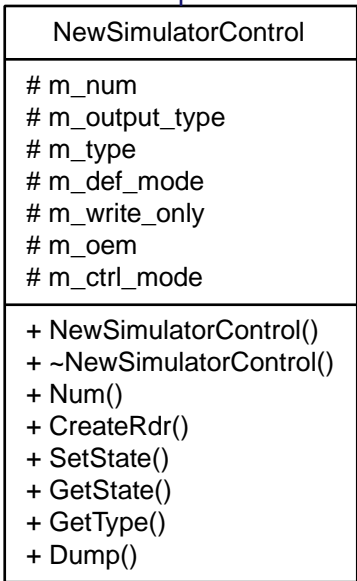 NewSimulatorControl
# m_num
# m_output_type
# m_type
# m_def_mode
# m_write_only
# m_oem
# m_ctrl_mode
+ NewSimulatorControl()
+ ~NewSimulatorControl()
+ Num()
+ CreateRdr()
+ SetState()
+ GetState()
+ GetType()
+ Dump()